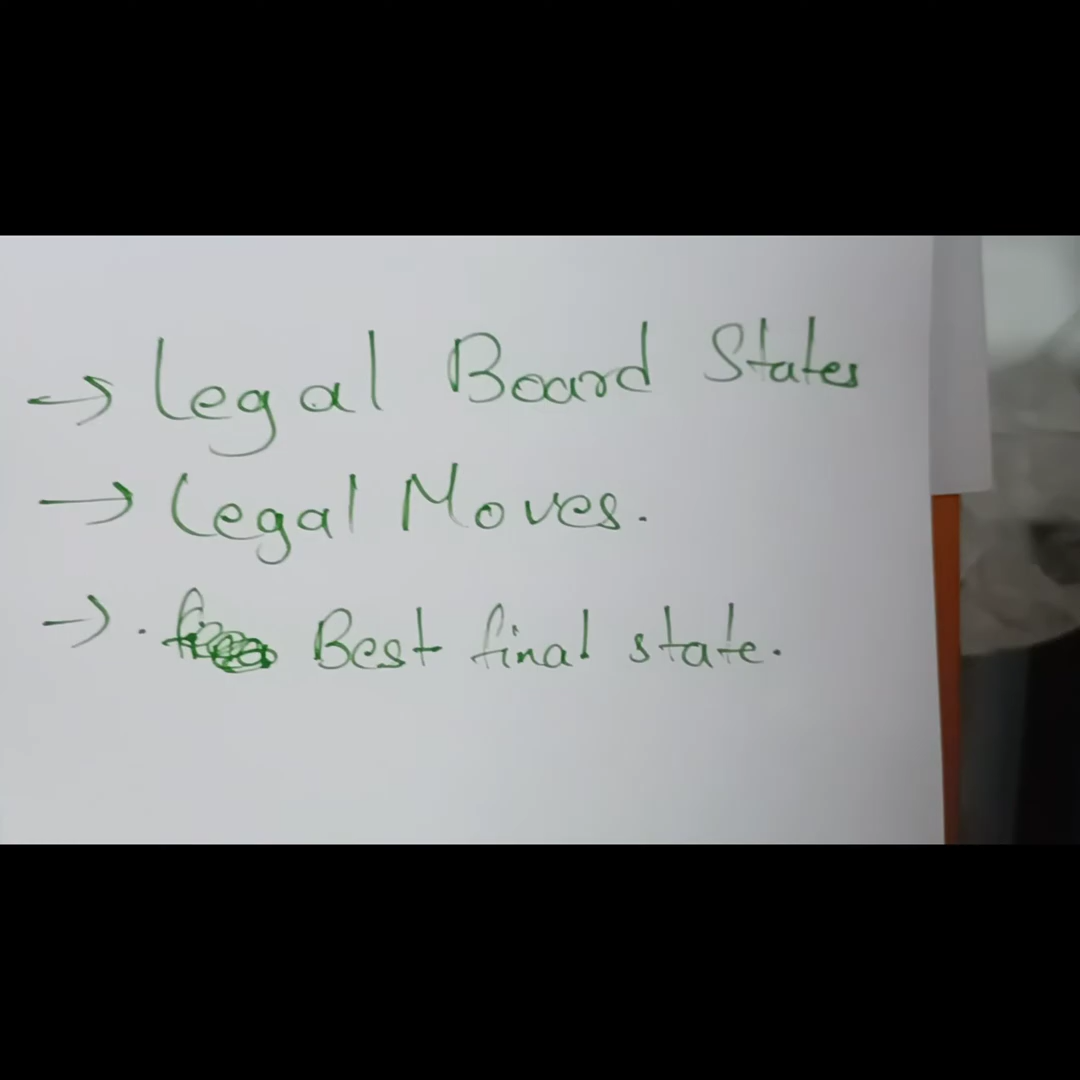 → Legal Board States
→ Legal Moves.
→ . Best final state.